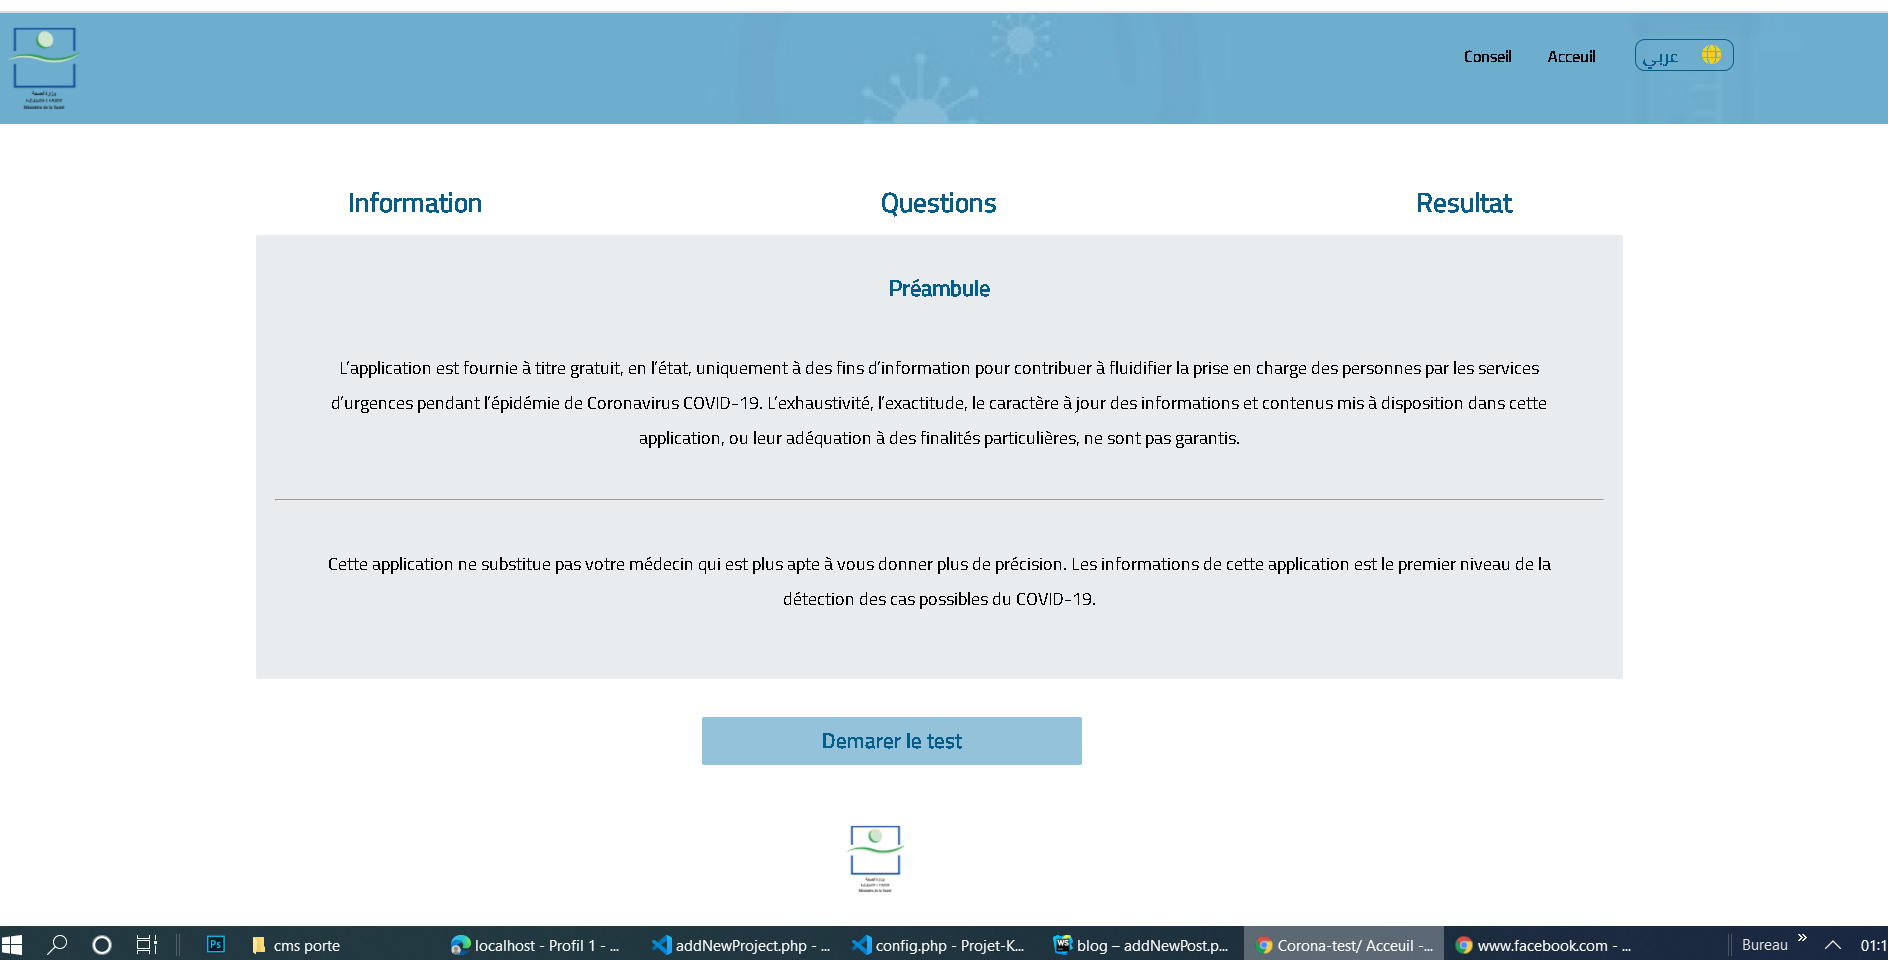 Conseil
Acceuil
عربي
Information
Questions
Resultat
Préambule
L’application est fournie à titre gratuit, en l’état, uniquement à des fins d’information pour contribuer à fluidifier la prise en charge des personnes par les services
d’urgences pendant l’épidémie de Coronavirus COVID-19. L’exhaustivité, l’exactitude, le caractère à jour des informations et contenus mis à disposition dans cette
application, ou leur adéquation à des finalités particulières, ne sont pas garantis.
Cette application ne substitue pas votre médecin qui est plus apte à vous donner plus de précision. Les informations de cette application est le premier niveau de la
détection des cas possibles du COVID-19.
Demarer le test
Ps
cms porte
localhost - Profil 1 - ...
addNewProject.php - ...
config.php - Projet-K...
WS
blog – addNewPost.p...
Corona-test/ Acceuil -...
www.facebook.com - ...
Bureau
01:1